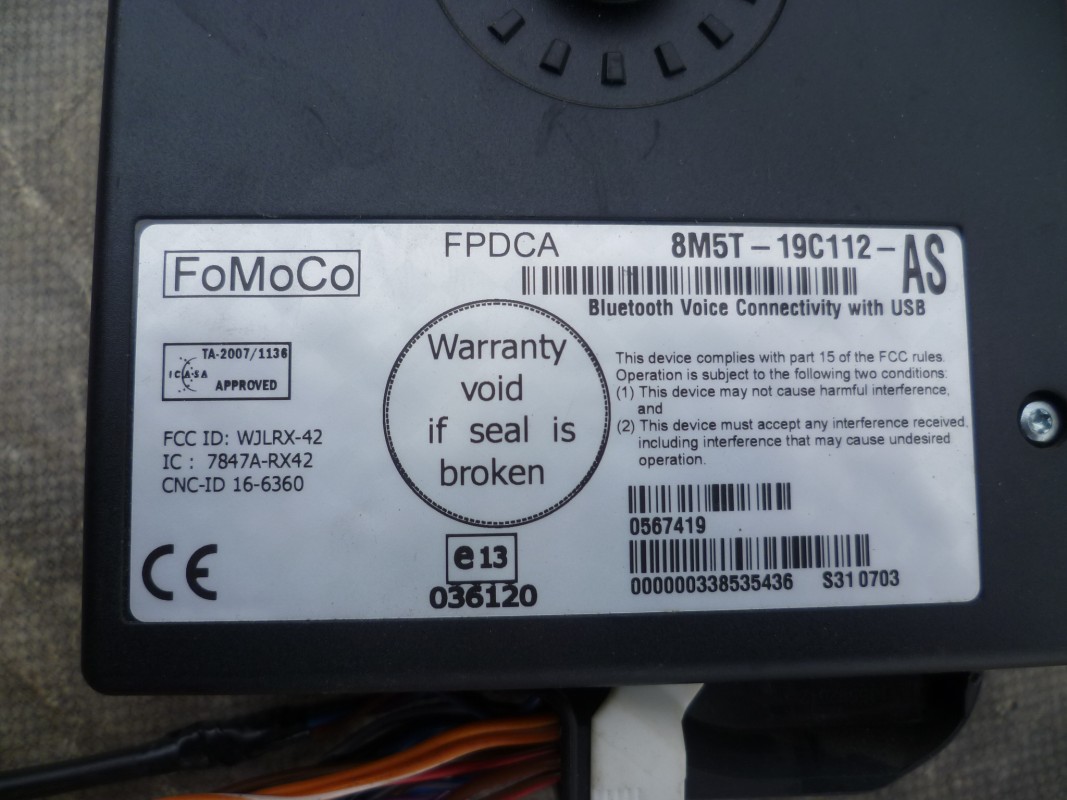 FoMoCo
FPDCA
8M5T-19C112-AS
Bluetooth Voice Connectivity with USB
TA-2007/1136
ICASA
APPROVED
FCC ID: WJLRX-42
IC : 7847A-RX42
CNC-ID 16-6360
CE
Warranty
void
if seal is
broken
e13
036120
This device complies with part 15 of the FCC rules.
Operation is subject to the following two conditions:
(1) This device may not cause harmful interference,
and
(2) This device must accept any interference received,
including interference that may cause undesired
operation.
0567419
000000338535436 S31 0703